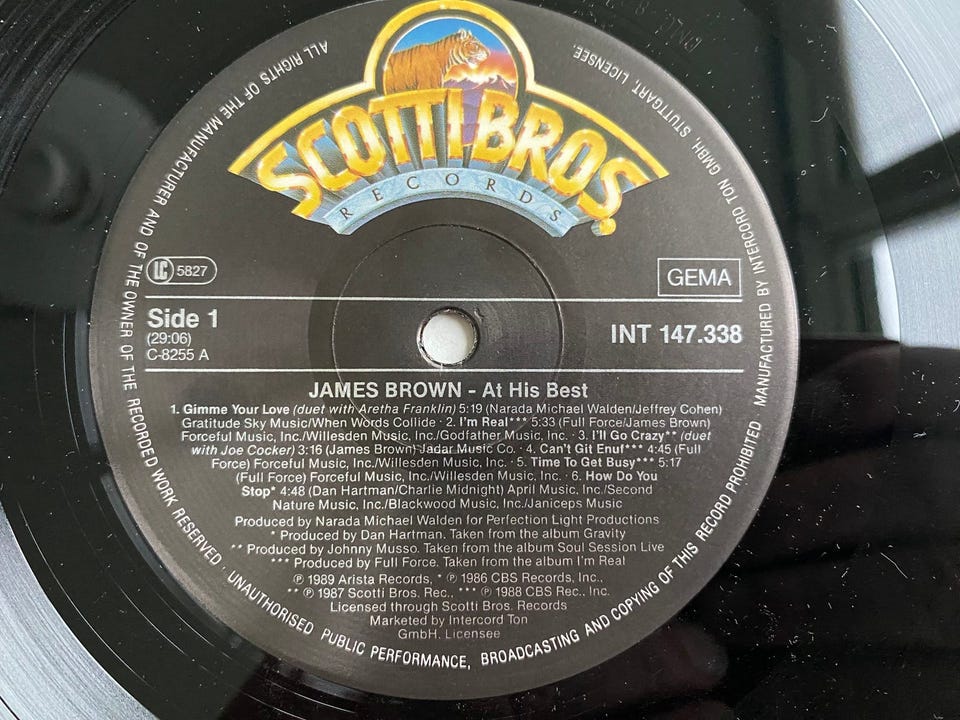 SCOTTI BROS.
RECORDS
LC 5827
GEMA
Side 1
(29:06)
C-8255 A
INT 147.338
JAMES BROWN - At His Best
1. Gimme Your Love (duet with Aretha Franklin) 5:19 (Narada Michael Walden/Jeffrey Cohen)
Gratitude Sky Music/When Words Collide · 2. I'm Real*** 5:33 (Full Force/James Brown)
Forceful Music, Inc./Willesden Music, Inc./Godfather Music, Inc. · 3. I'll Go Crazy** (duet
with Joe Cocker) 3:16 (James Brown) Jadar Music Co. · 4. Can't Git Enuf*** 4:45 (Full
Force) Forceful Music, Inc./Willesden Music, Inc. · 5. Time To Get Busy*** 5:17
(Full Force) Forceful Music, Inc./Willesden Music, Inc. · 6. How Do You
Stop* 4:48 (Dan Hartman/Charlie Midnight) April Music, Inc./Second
Nature Music, Inc./Blackwood Music, Inc./Janiceps Music
Produced by Narada Michael Walden for Perfection Light Productions
* Produced by Dan Hartman. Taken from the album Gravity
** Produced by Johnny Musso. Taken from the album Soul Session Live
*** Produced by Full Force. Taken from the album I'm Real
℗ 1989 Arista Records, * ℗ 1986 CBS Records, Inc.,
** ℗ 1987 Scotti Bros. Rec., *** ℗ 1988 CBS Rec., Inc.
Licensed through Scotti Bros. Records
Marketed by Intercord Ton
GmbH. Licensee
ALL RIGHTS OF THE MANUFACTURER AND OF THE OWNER OF THE RECORDED WORK RESERVED · UNAUTHORISED PUBLIC PERFORMANCE, BROADCASTING AND COPYING OF THIS RECORD PROHIBITED MANUFACTURED BY INTERCORD TON GMBH, STUTTGART, LICENSEE.